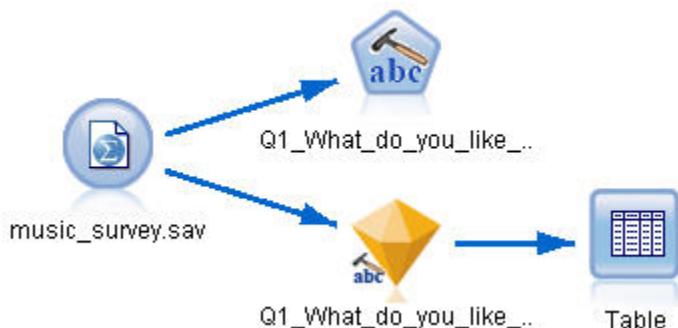 abc
Q1_What_do_you_like_..
music_survey.sav
abc
Q1_What_do_you_like_..
Table